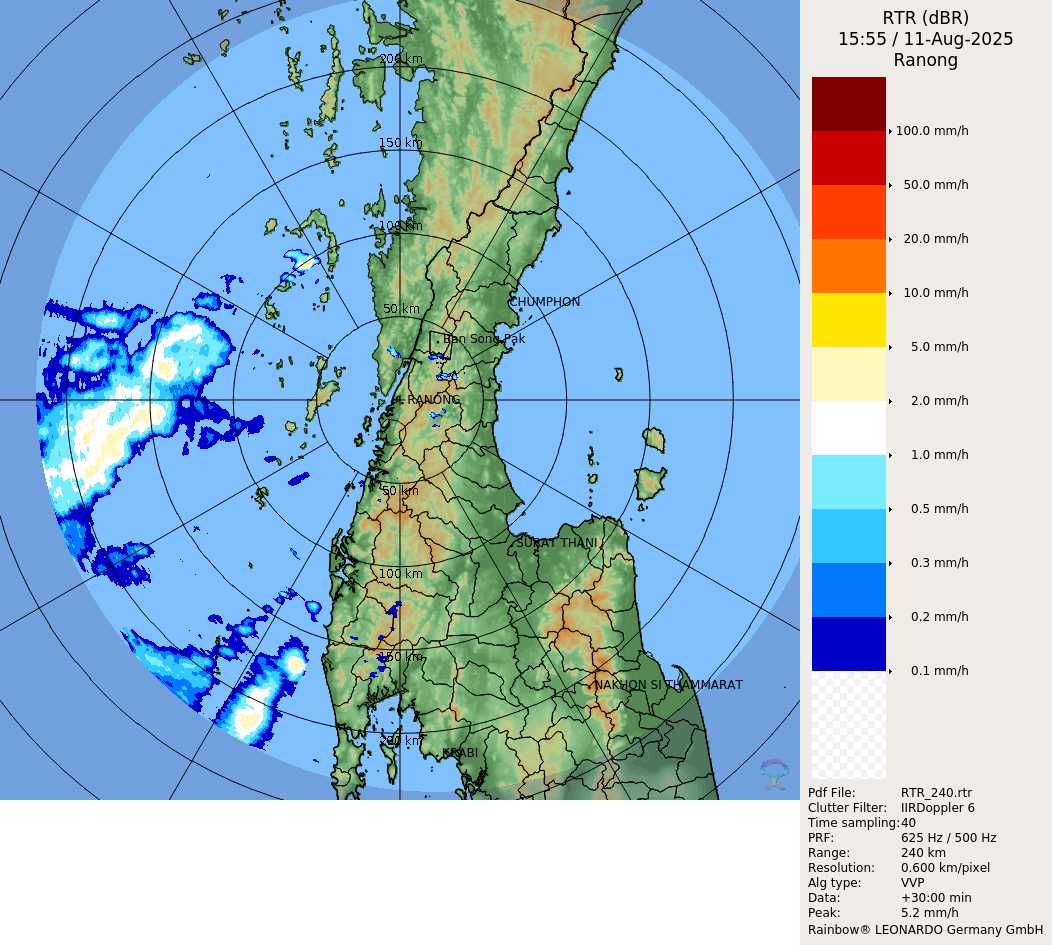 RTR (dBR)
15:55 / 11-Aug-2025
Ranong
100.0 mm/h
50.0 mm/h
20.0 mm/h
10.0 mm/h
5.0 mm/h
2.0 mm/h
1.0 mm/h
0.5 mm/h
0.3 mm/h
0.2 mm/h
0.1 mm/h
200 km
150 km
100 km
50 km
CHUMPHON
Ban Song Pak
RANONG
50 km
SURAT THANI
100 km
150 km
NAKHON SI THAMMARAT
200 km
KRABI
Pdf File: RTR_240.rtr
Clutter Filter: IIRDoppler 6
Time sampling: 40
PRF: 625 Hz / 500 Hz
Range: 240 km
Resolution: 0.600 km/pixel
Alg type: VVP
Data: +30:00 min
Peak: 5.2 mm/h
Rainbow® LEONARDO Germany GmbH